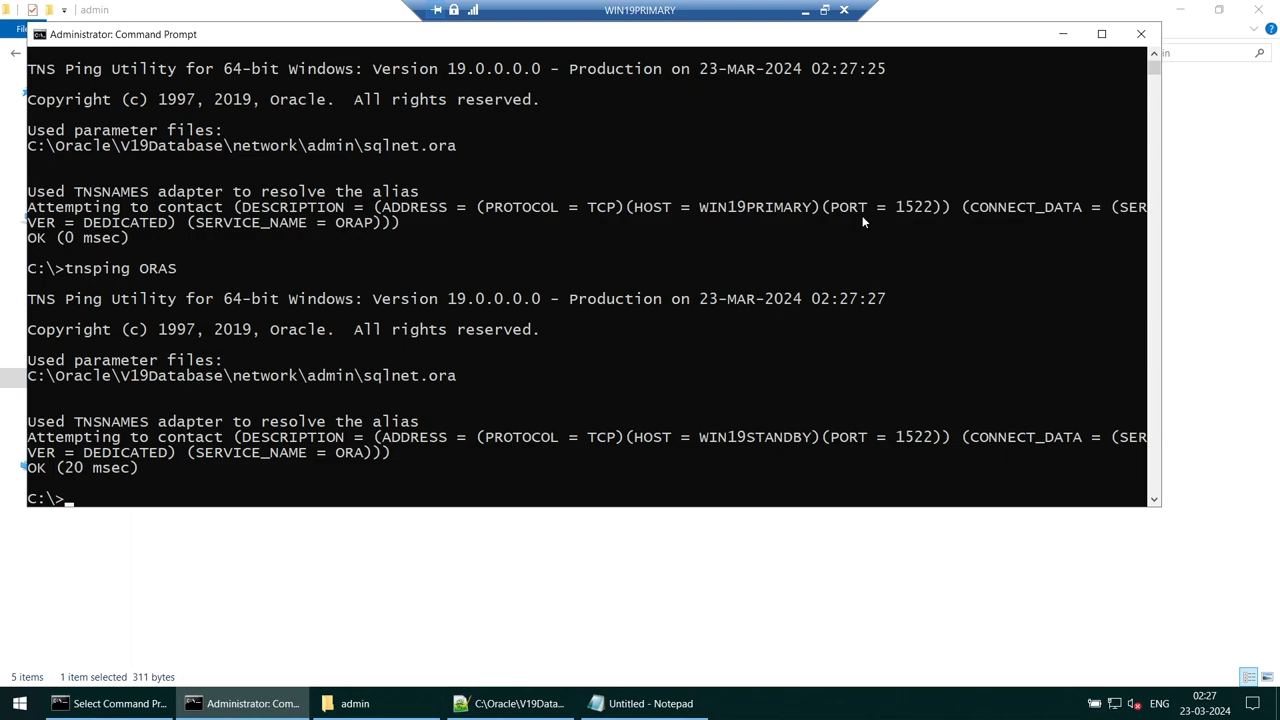 admin
WIN19PRIMARY
Administrator: Command Prompt
TNS Ping Utility for 64-bit Windows: Version 19.0.0.0.0 - Production on 23-MAR-2024 02:27:25
Copyright (c) 1997, 2019, Oracle.  All rights reserved.
Used parameter files:
C:\Oracle\V19Database\network\admin\sqlnet.ora
Used TNSNAMES adapter to resolve the alias
Attempting to contact (DESCRIPTION = (ADDRESS = (PROTOCOL = TCP)(HOST = WIN19PRIMARY)(PORT = 1522)) (CONNECT_DATA = (SER
VER = DEDICATED) (SERVICE_NAME = ORAP)))
OK (0 msec)
C:\>tnsping ORAS
TNS Ping Utility for 64-bit Windows: Version 19.0.0.0.0 - Production on 23-MAR-2024 02:27:27
Copyright (c) 1997, 2019, Oracle.  All rights reserved.
Used parameter files:
C:\Oracle\V19Database\network\admin\sqlnet.ora
Used TNSNAMES adapter to resolve the alias
Attempting to contact (DESCRIPTION = (ADDRESS = (PROTOCOL = TCP)(HOST = WIN19STANDBY)(PORT = 1522)) (CONNECT_DATA = (SER
VER = DEDICATED) (SERVICE_NAME = ORA)))
OK (20 msec)
C:\>_
5 items 1 item selected 311 bytes
Select Command Pr... Administrator: Com... admin C:\Oracle\V19Data... Untitled - Notepad ENG 02:27
23-03-2024